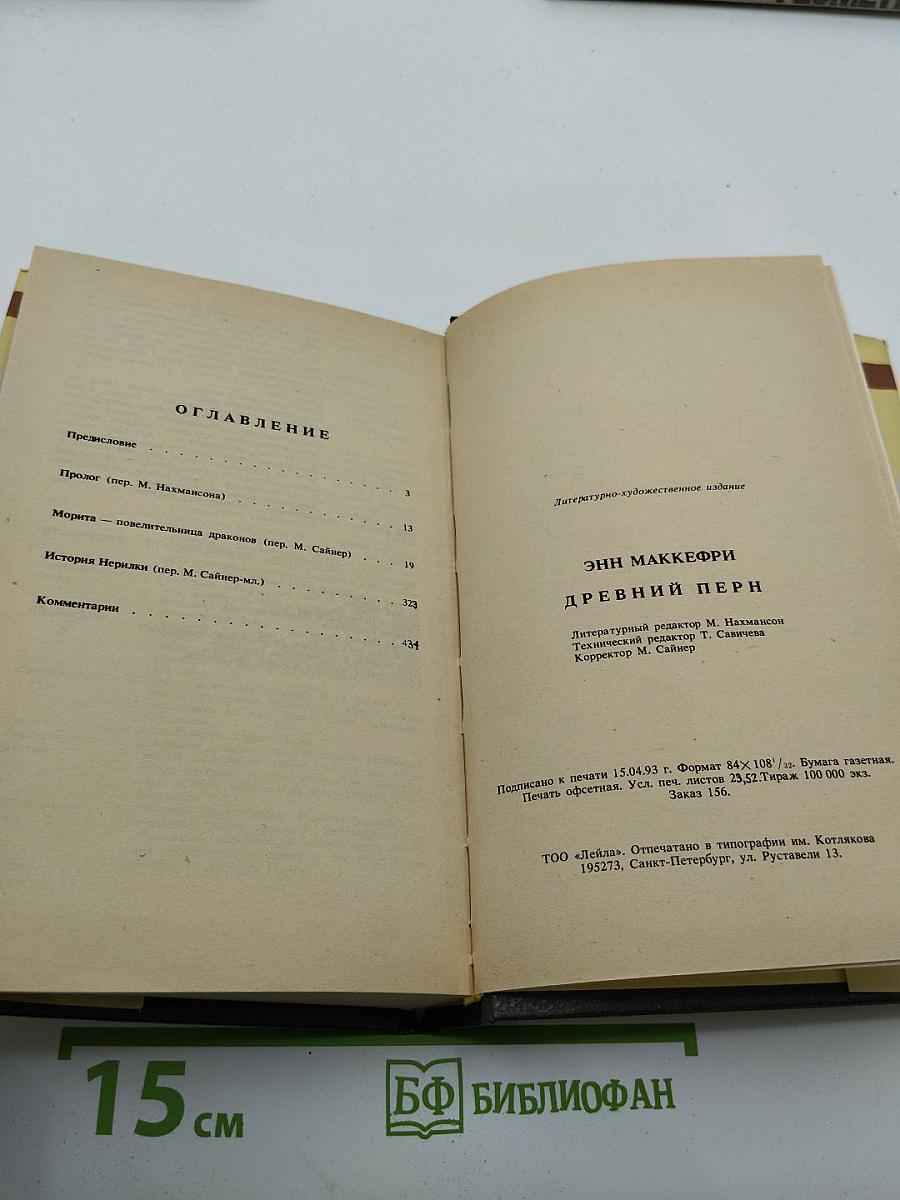 ОГЛАВЛЕНИЕ
Предисловие . . . . . . . . . . . . . . . . . 3
Пролог (пер. М. Нахмансона) . . . . . . . . . . . . 13
Морита — повелительница драконов (пер. М. Сайнер) . . . 19
История Нерилки (пер. М. Сайнер-мл.) . . . . . . . . . 323
Комментарии . . . . . . . . . . . . . . . . . . 434
Литературно-художественное издание
ЭНН МАККЕФРИ
ДРЕВНИЙ ПЕРН
Литературный редактор М. Нахмансон
Технический редактор Т. Савичева
Корректор М. Сайнер
Подписано к печати 15.04.93 г. Формат 84×108¹/₃₂. Бумага газетная.
Печать офсетная. Усл. печ. листов 23,52.Тираж 100 000 экз.
Заказ 156.
ТОО «Лейла». Отпечатано в типографии им. Котлякова
195273, Санкт-Петербург, ул. Руставели 13.
15 см
БФ БИБЛИОФАН